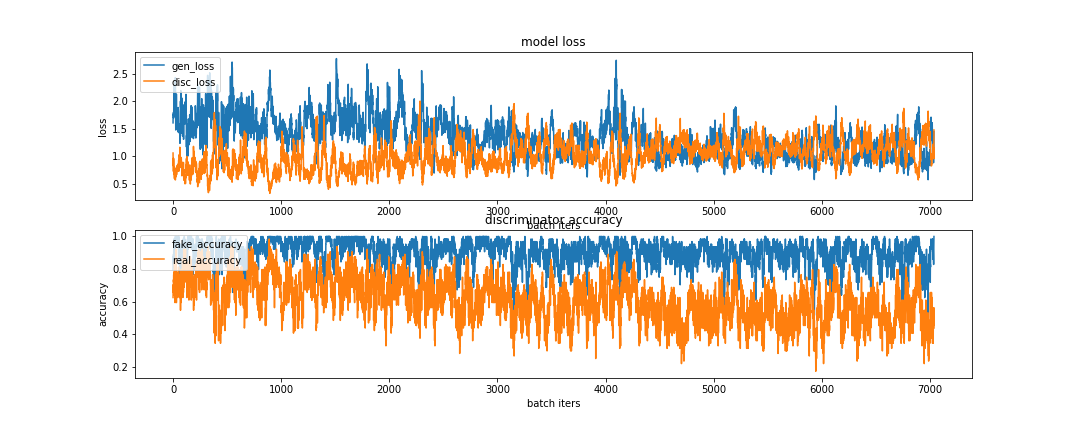 model loss
gen_loss
disc_loss
loss
2.5
2.0
1.5
1.0
0.5
0 1000 2000 3000 4000 5000 6000 7000
batch iters
discriminator accuracy
fake_accuracy
real_accuracy
accuracy
1.0
0.8
0.6
0.4
0.2
0 1000 2000 3000 4000 5000 6000 7000
batch iters